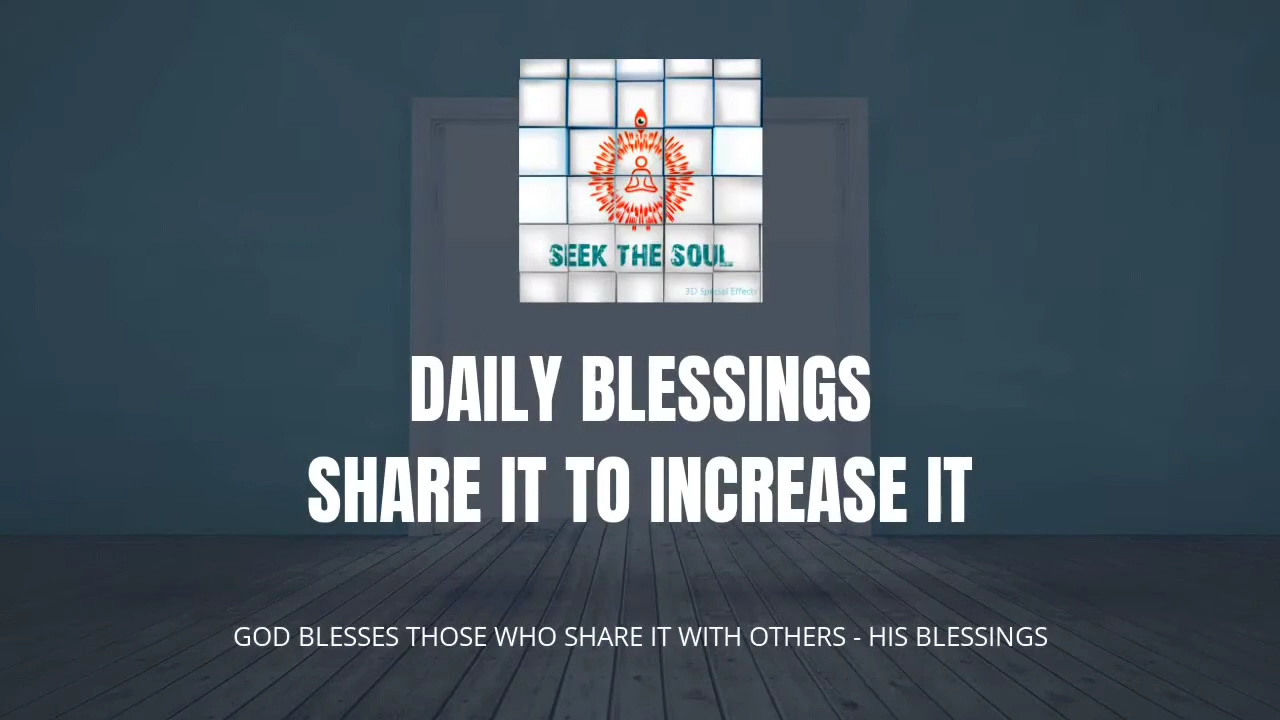 SEEK THE SOUL
3D Special Effects
DAILY BLESSINGS
SHARE IT TO INCREASE IT
GOD BLESSES THOSE WHO SHARE IT WITH OTHERS - HIS BLESSINGS